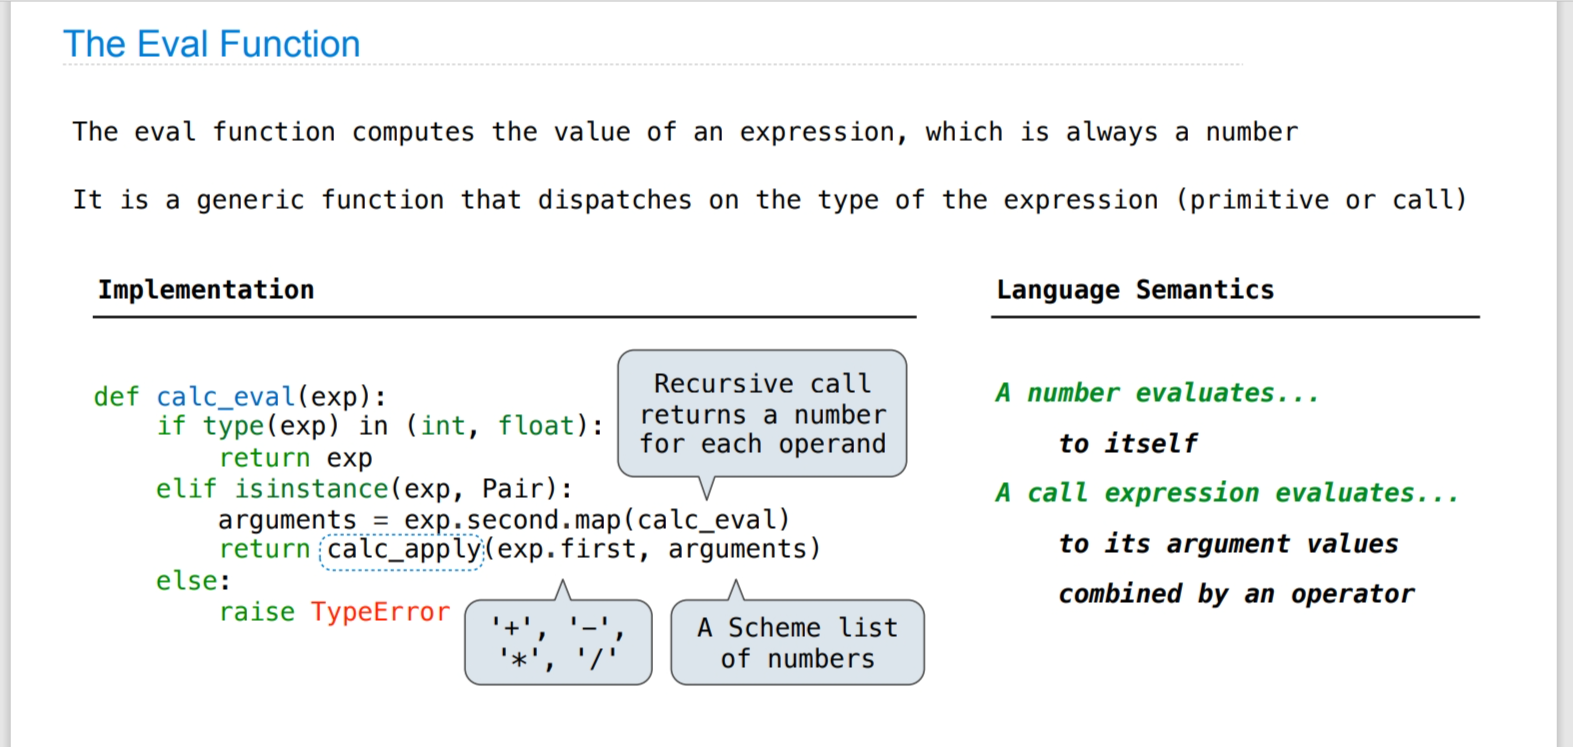 The Eval Function
The eval function computes the value of an expression, which is always a number
It is a generic function that dispatches on the type of the expression (primitive or call)
Implementation
def calc_eval(exp):
    if type(exp) in (int, float):
        return exp
    elif isinstance(exp, Pair):
        arguments = exp.second.map(calc_eval)
        return calc_apply(exp.first, arguments)
    else:
        raise TypeError
Recursive call
returns a number
for each operand
'+', '-',
'*', '/'
A Scheme list
of numbers
Language Semantics
A number evaluates...
to itself
A call expression evaluates...
to its argument values
combined by an operator